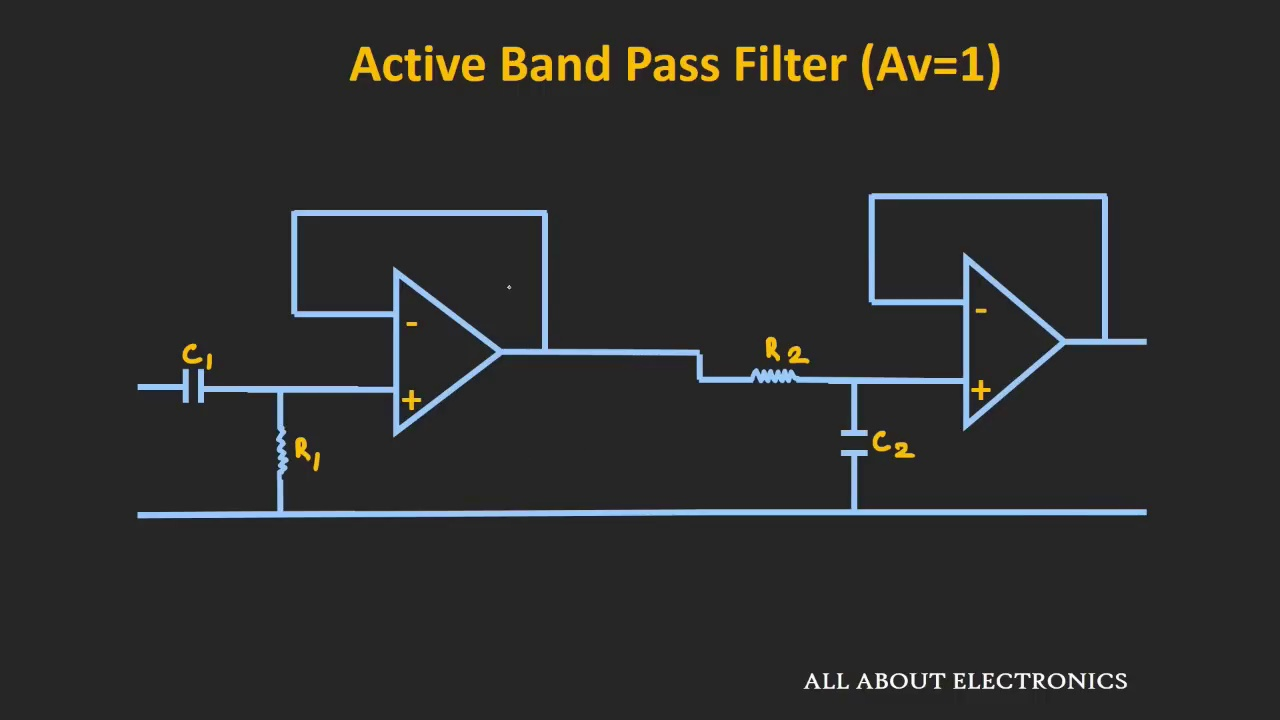 Active Band Pass Filter (Av=1)
-
-
R2
C1
+
+
R1
C2
ALL ABOUT ELECTRONICS